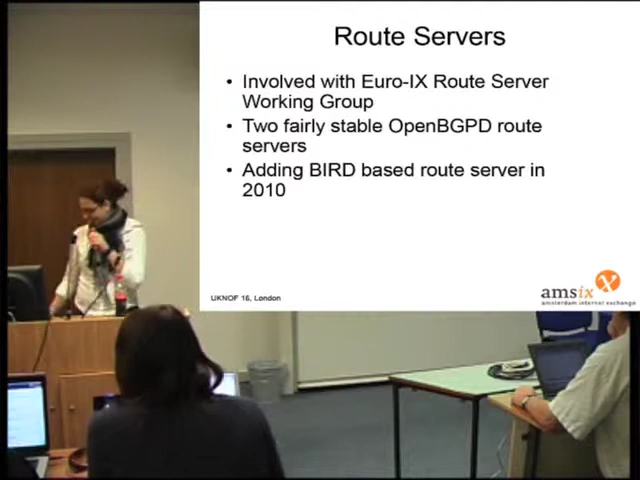 Route Servers
• Involved with Euro-IX Route Server
Working Group
• Two fairly stable OpenBGPD route
servers
• Adding BIRD based route server in
2010
UKNOF 16, London
amsix
amsterdam internet exchange